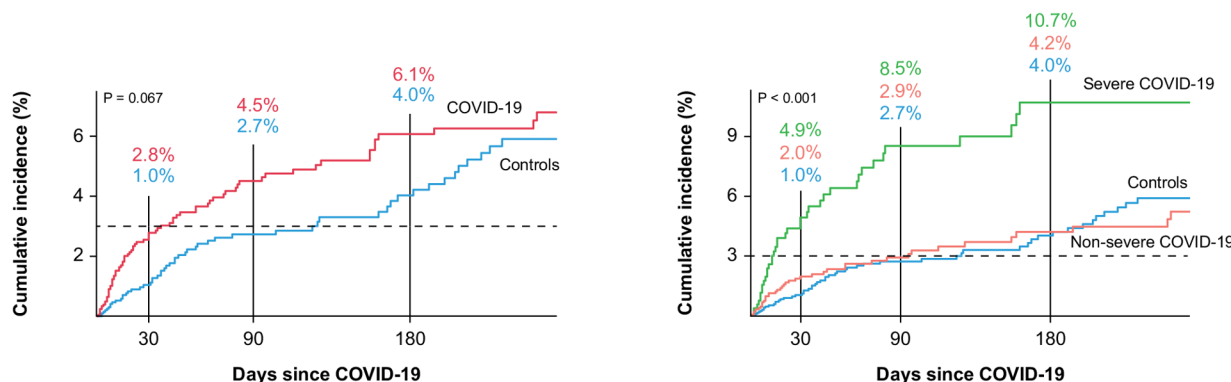 Cumulative incidence (%)
P = 0.067
2.8%
1.0%
4.5%
2.7%
6.1%
4.0%
COVID-19
Controls
6
4
2
30
90
180
Days since COVID-19
Cumulative incidence (%)
P < 0.001
4.9%
2.0%
1.0%
8.5%
2.9%
2.7%
10.7%
4.2%
4.0%
Severe COVID-19
Controls
Non-severe COVID-19
9
6
3
30
90
180
Days since COVID-19